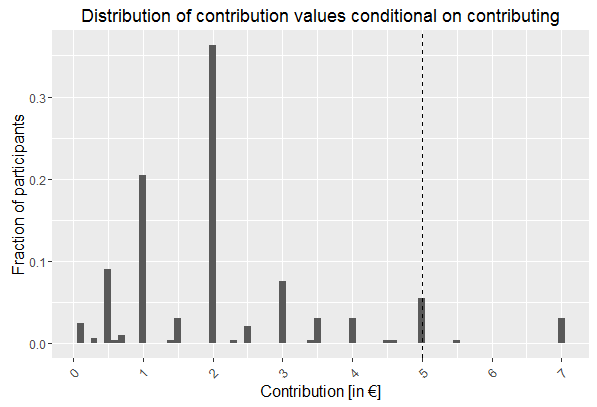 Distribution of contribution values conditional on contributing
Fraction of participants
0.3
0.2
0.1
0.0
0 1 2 3 4 5 6 7
Contribution [in €]